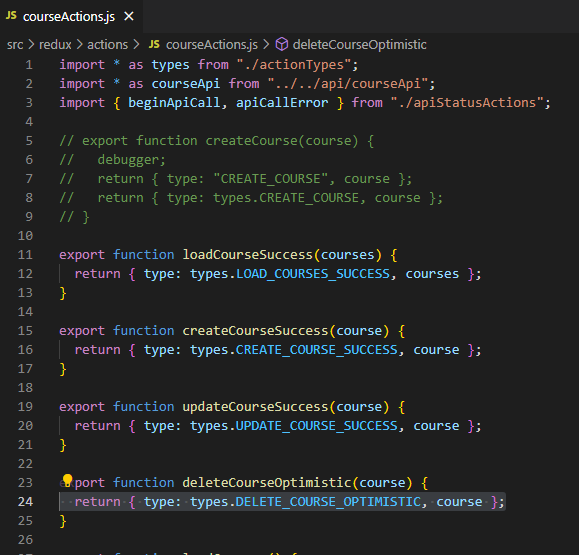 JS courseActions.js ×
src > redux > actions > JS courseActions.js > deleteCourseOptimistic
1 import * as types from "./actionTypes";
2 import * as courseApi from "../../api/courseApi";
3 import { beginApiCall, apiCallError } from "./apiStatusActions";
4
5 // export function createCourse(course) {
6 //   debugger;
7 //   return { type: "CREATE_COURSE", course };
8 //   return { type: types.CREATE_COURSE, course };
9 // }
10
11 export function loadCourseSuccess(courses) {
12   return { type: types.LOAD_COURSES_SUCCESS, courses };
13 }
14
15 export function createCourseSuccess(course) {
16   return { type: types.CREATE_COURSE_SUCCESS, course };
17 }
18
19 export function updateCourseSuccess(course) {
20   return { type: types.UPDATE_COURSE_SUCCESS, course };
21 }
22
23 export function deleteCourseOptimistic(course) {
24   return { type: types.DELETE_COURSE_OPTIMISTIC, course };
25 }
26